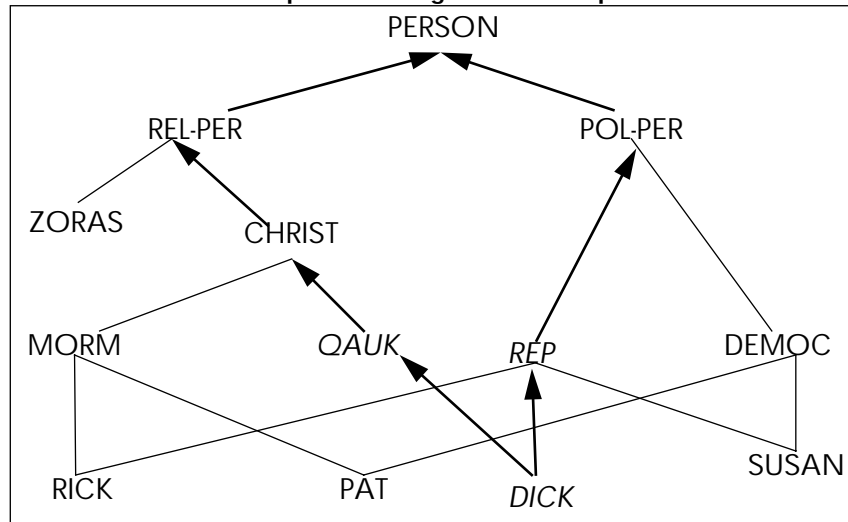 PERSON
REL-PER POL-PER
ZORAS
CHRIST
MORM QAUK REP DEMOC
RICK PAT DICK SUSAN